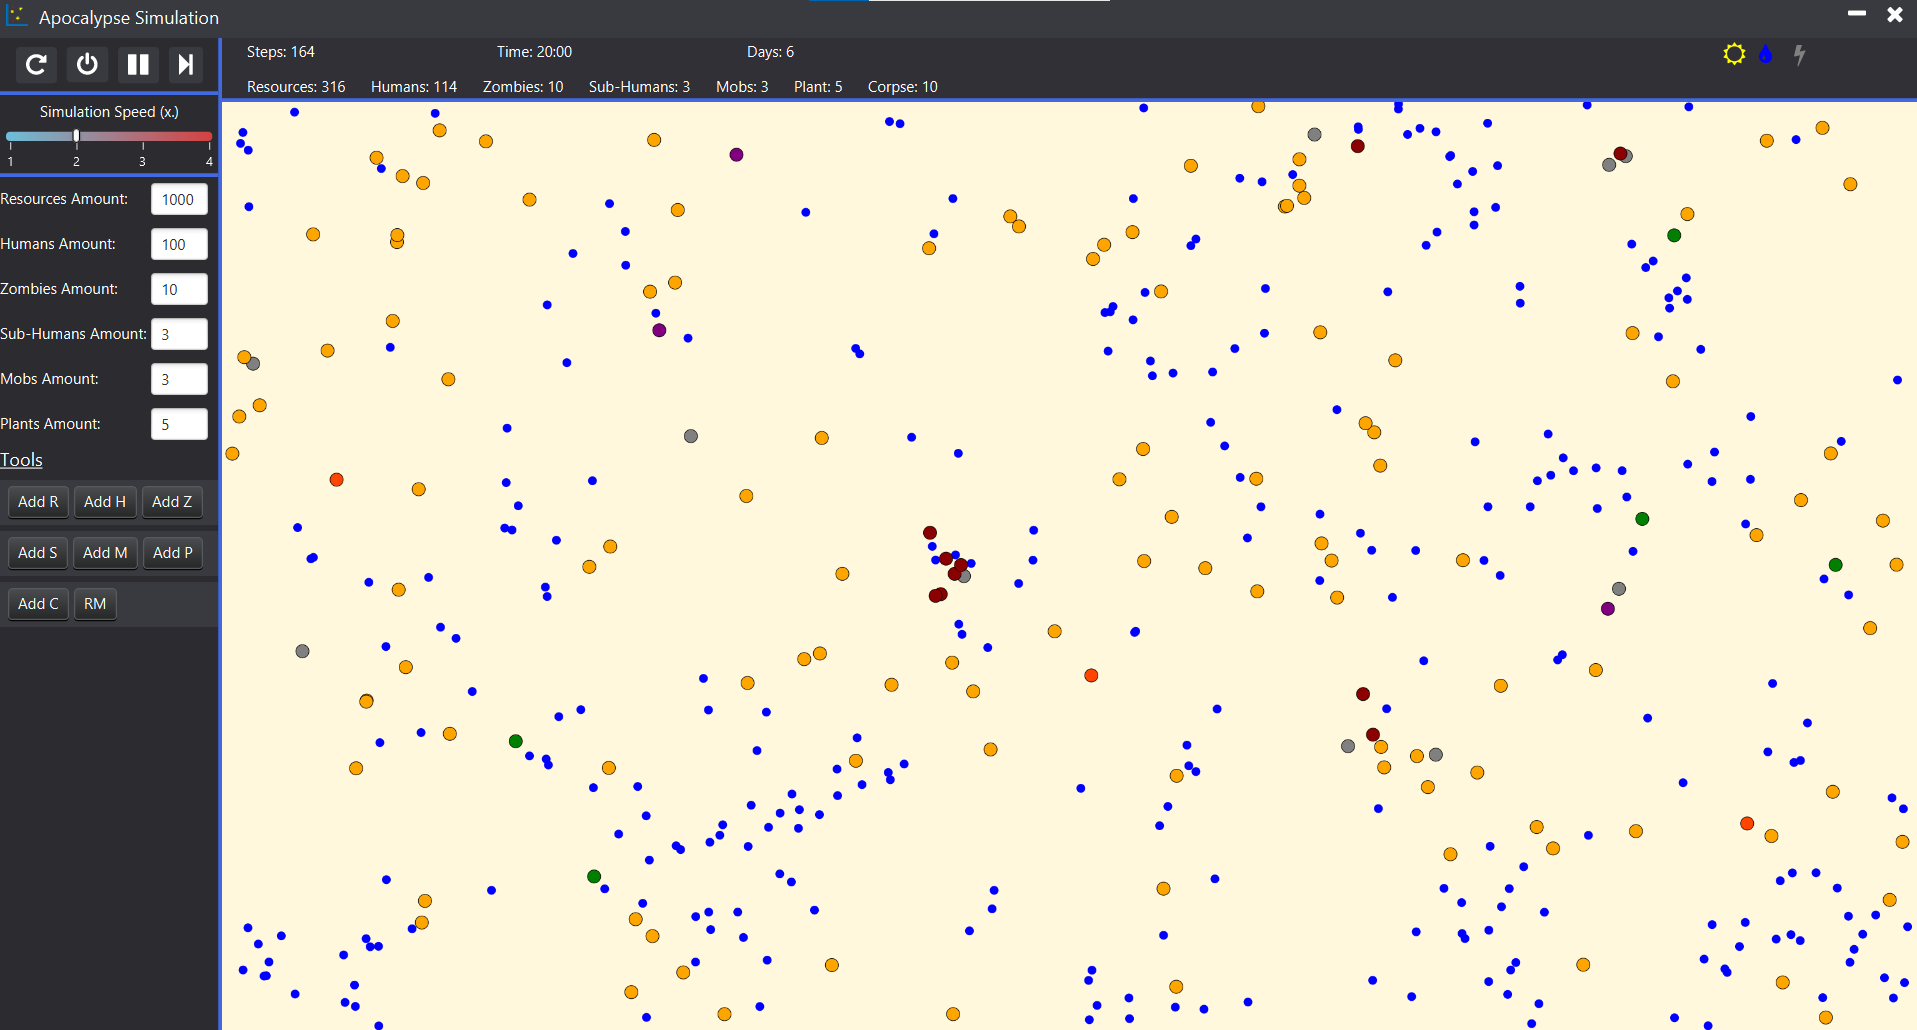 Apocalypse Simulation
Steps: 164 Time: 20:00 Days: 6
Resources: 316 Humans: 114 Zombies: 10 Sub-Humans: 3 Mobs: 3 Plant: 5 Corpse: 10
Simulation Speed (x.)
1 2 3 4
Resources Amount: 1000
Humans Amount: 100
Zombies Amount: 10
Sub-Humans Amount: 3
Mobs Amount: 3
Plants Amount: 5
Tools
Add R Add H Add Z
Add S Add M Add P
Add C RM